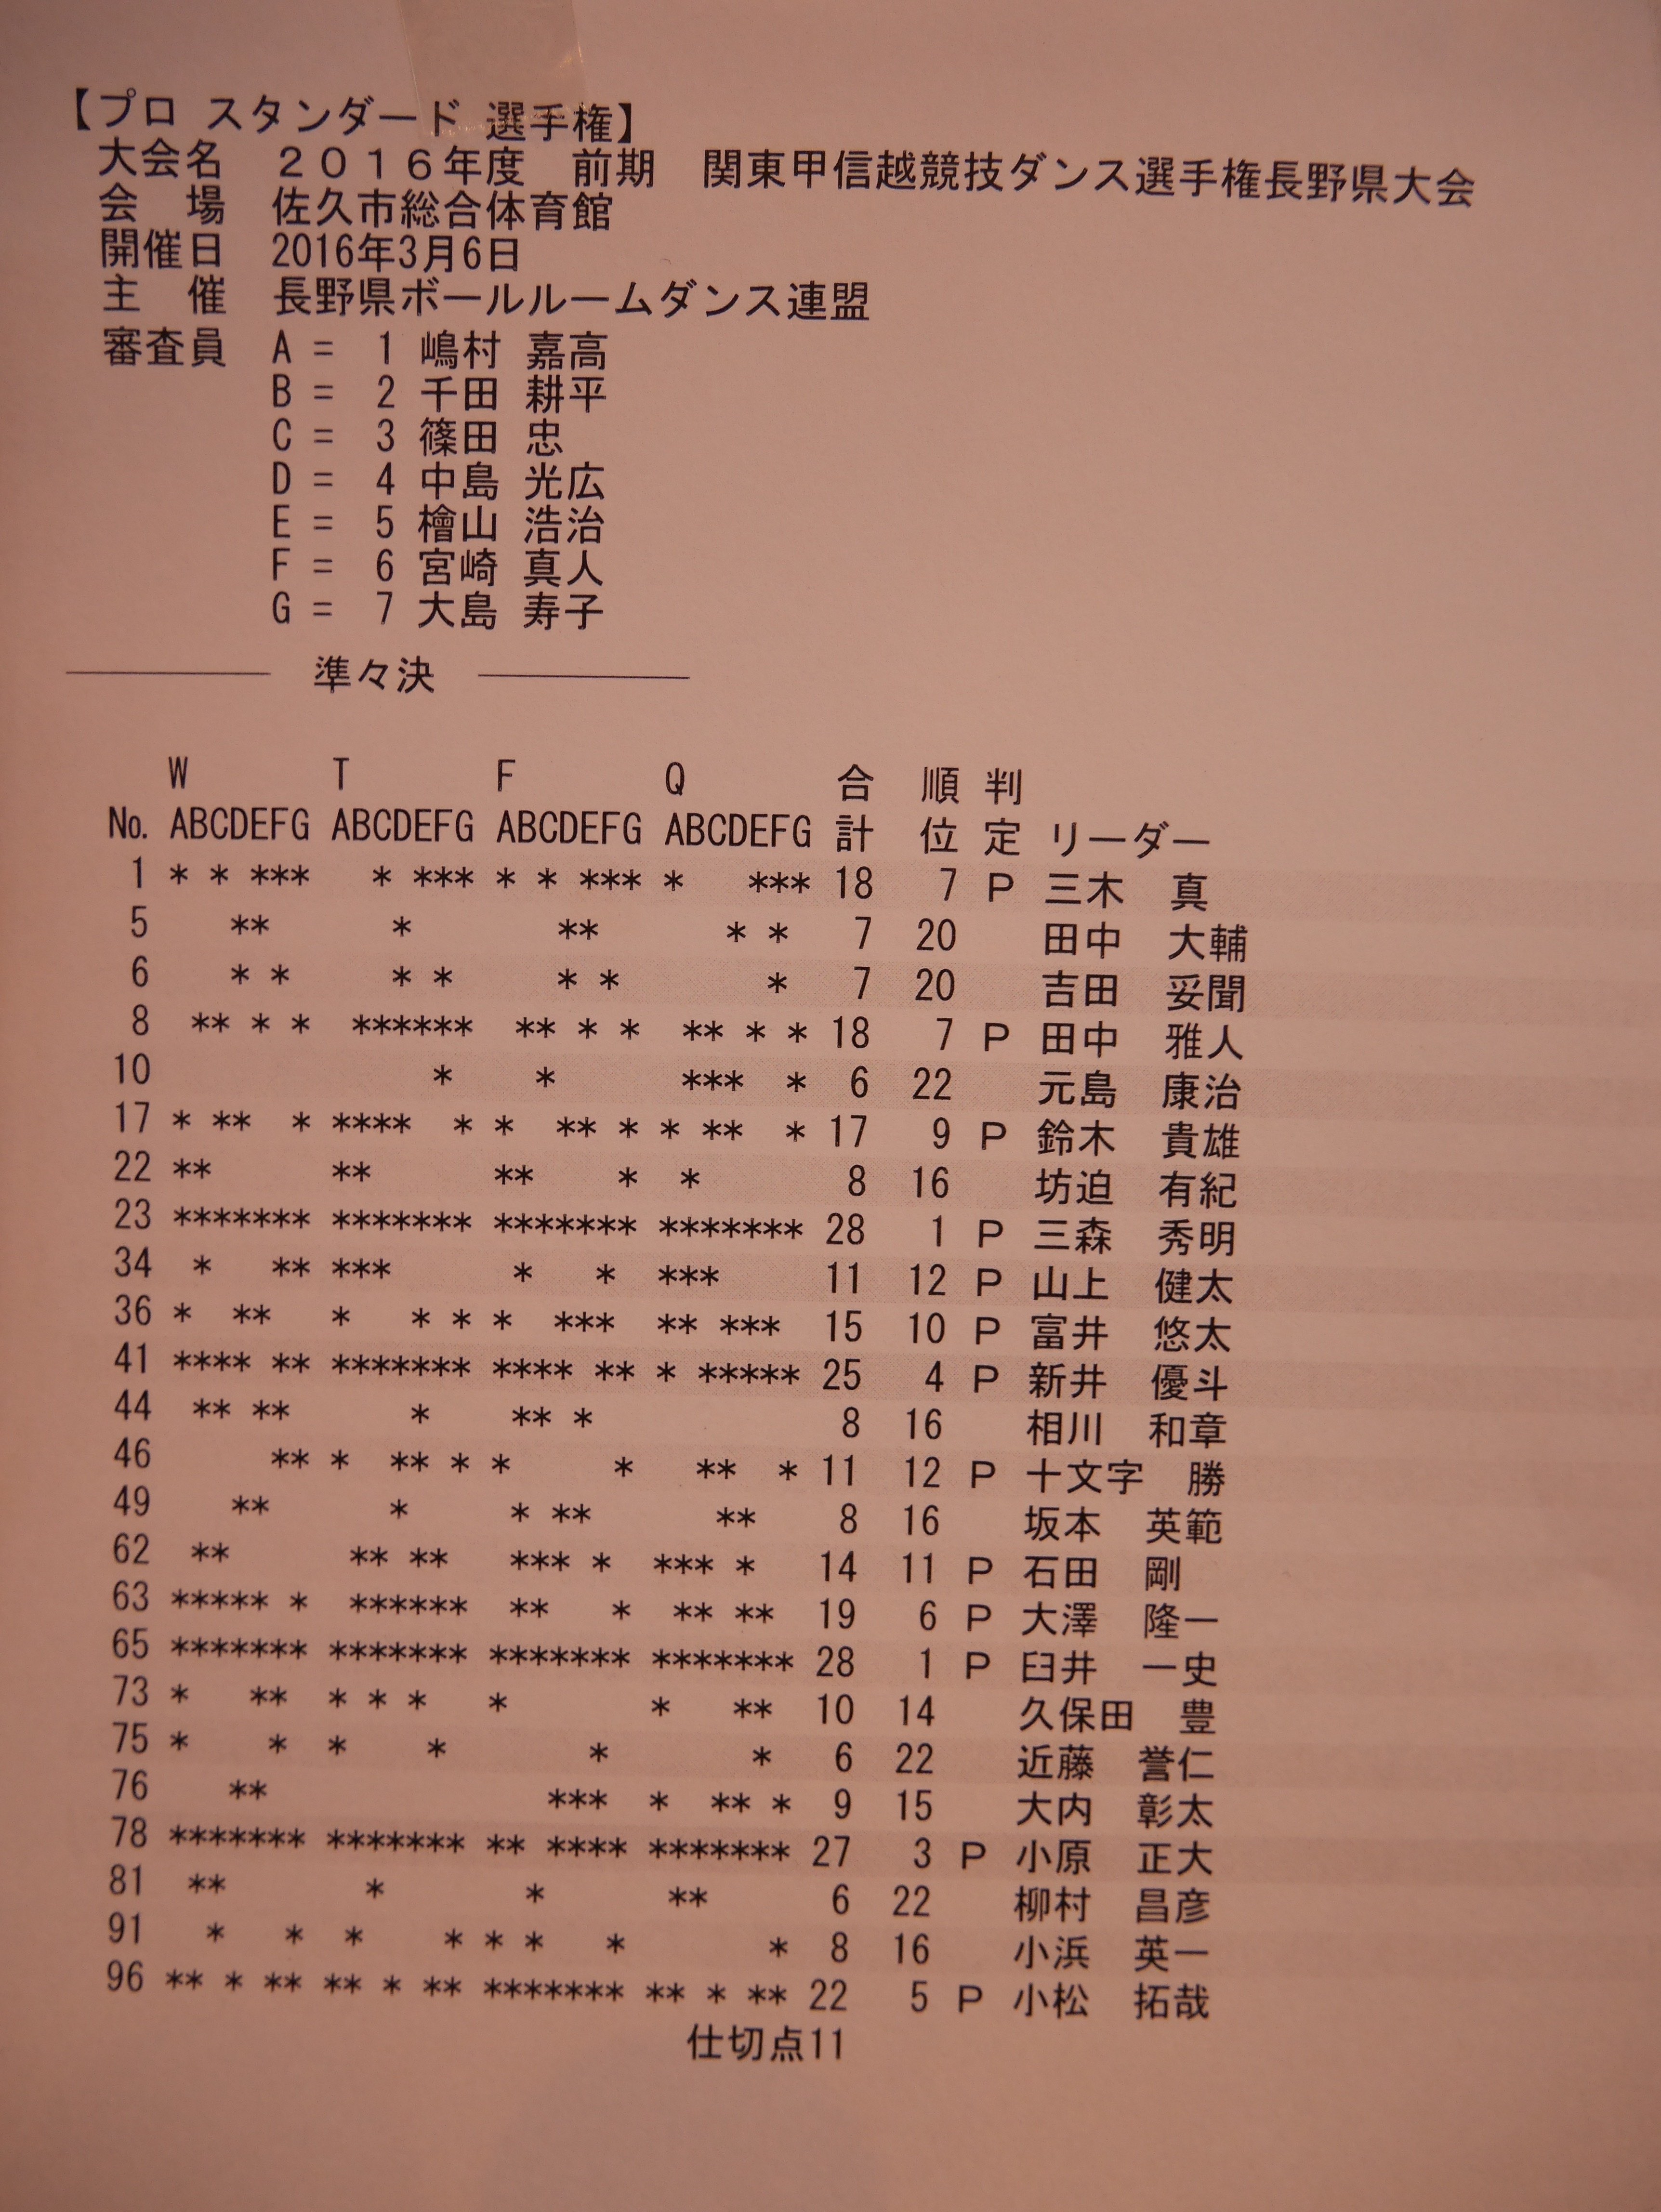 【プロ スタンダード 選手権】
大会名　２０１６年度　前期　関東甲信越競技ダンス選手権長野県大会
会　場　佐久市総合体育館
開催日　2016年3月6日
主　催　長野県ボールルームダンス連盟
審査員　A = 1 嶋村 嘉高
B = 2 千田 耕平
C = 3 篠田 忠
D = 4 中島 光広
E = 5 檜山 浩治
F = 6 宮崎 真人
G = 7 大島 寿子
準々決
W T F Q 合 順 判
No. ABCDEFG ABCDEFG ABCDEFG ABCDEFG 計 位 定 リーダー
1 * * ***   * *** * * *** *   *** 18 7 P 三木　真
5    **      *       **      * * 7 20 田中　大輔
6    * *     * *     * *       * 7 20 吉田　妥聞
8  ** * *  ******  ** * *  ** * * 18 7 P 田中　雅人
10      *    *      ***  * 6 22 元島　康治
17 * **  * ****  * *  ** * * **  * 17 9 P 鈴木　貴雄
22 **      **      **    *  * 8 16 坊迫　有紀
23 ******* ******* ******* ******* 28 1 P 三森　秀明
34  *   ** ***      *   *  *** 11 12 P 山上　健太
36 *  **   *   * * *  ***  ** *** 15 10 P 富井　悠太
41 **** ** ******* **** ** * ***** 25 4 P 新井　優斗
44  ** **      *    ** * 8 16 相川　和章
46      ** *  ** * *     *   **  * 11 12 P 十文字　勝
49    **      *     * **      ** 8 16 坂本　英範
62  **      ** **   *** *  *** * 14 11 P 石田　剛
63 ***** *  ******  **   *  ** ** 19 6 P 大澤　隆一
65 ******* ******* ******* ******* 28 1 P 臼井　一史
73 *   **  * * *   *       *   ** 10 14 久保田　豊
75 *    *  *    *       *       * 6 22 近藤　誉仁
76    **              ***  *  ** * 9 15 大内　彰太
78 ******* ******* ** **** ******* 27 3 P 小原　正大
81  **       *       *      ** 6 22 柳村　昌彦
91   *   *  *    * * *   *       * 8 16 小浜　英一
96 ** * ** ** * ** ******* ** * ** 22 5 P 小松　拓哉
仕切点11